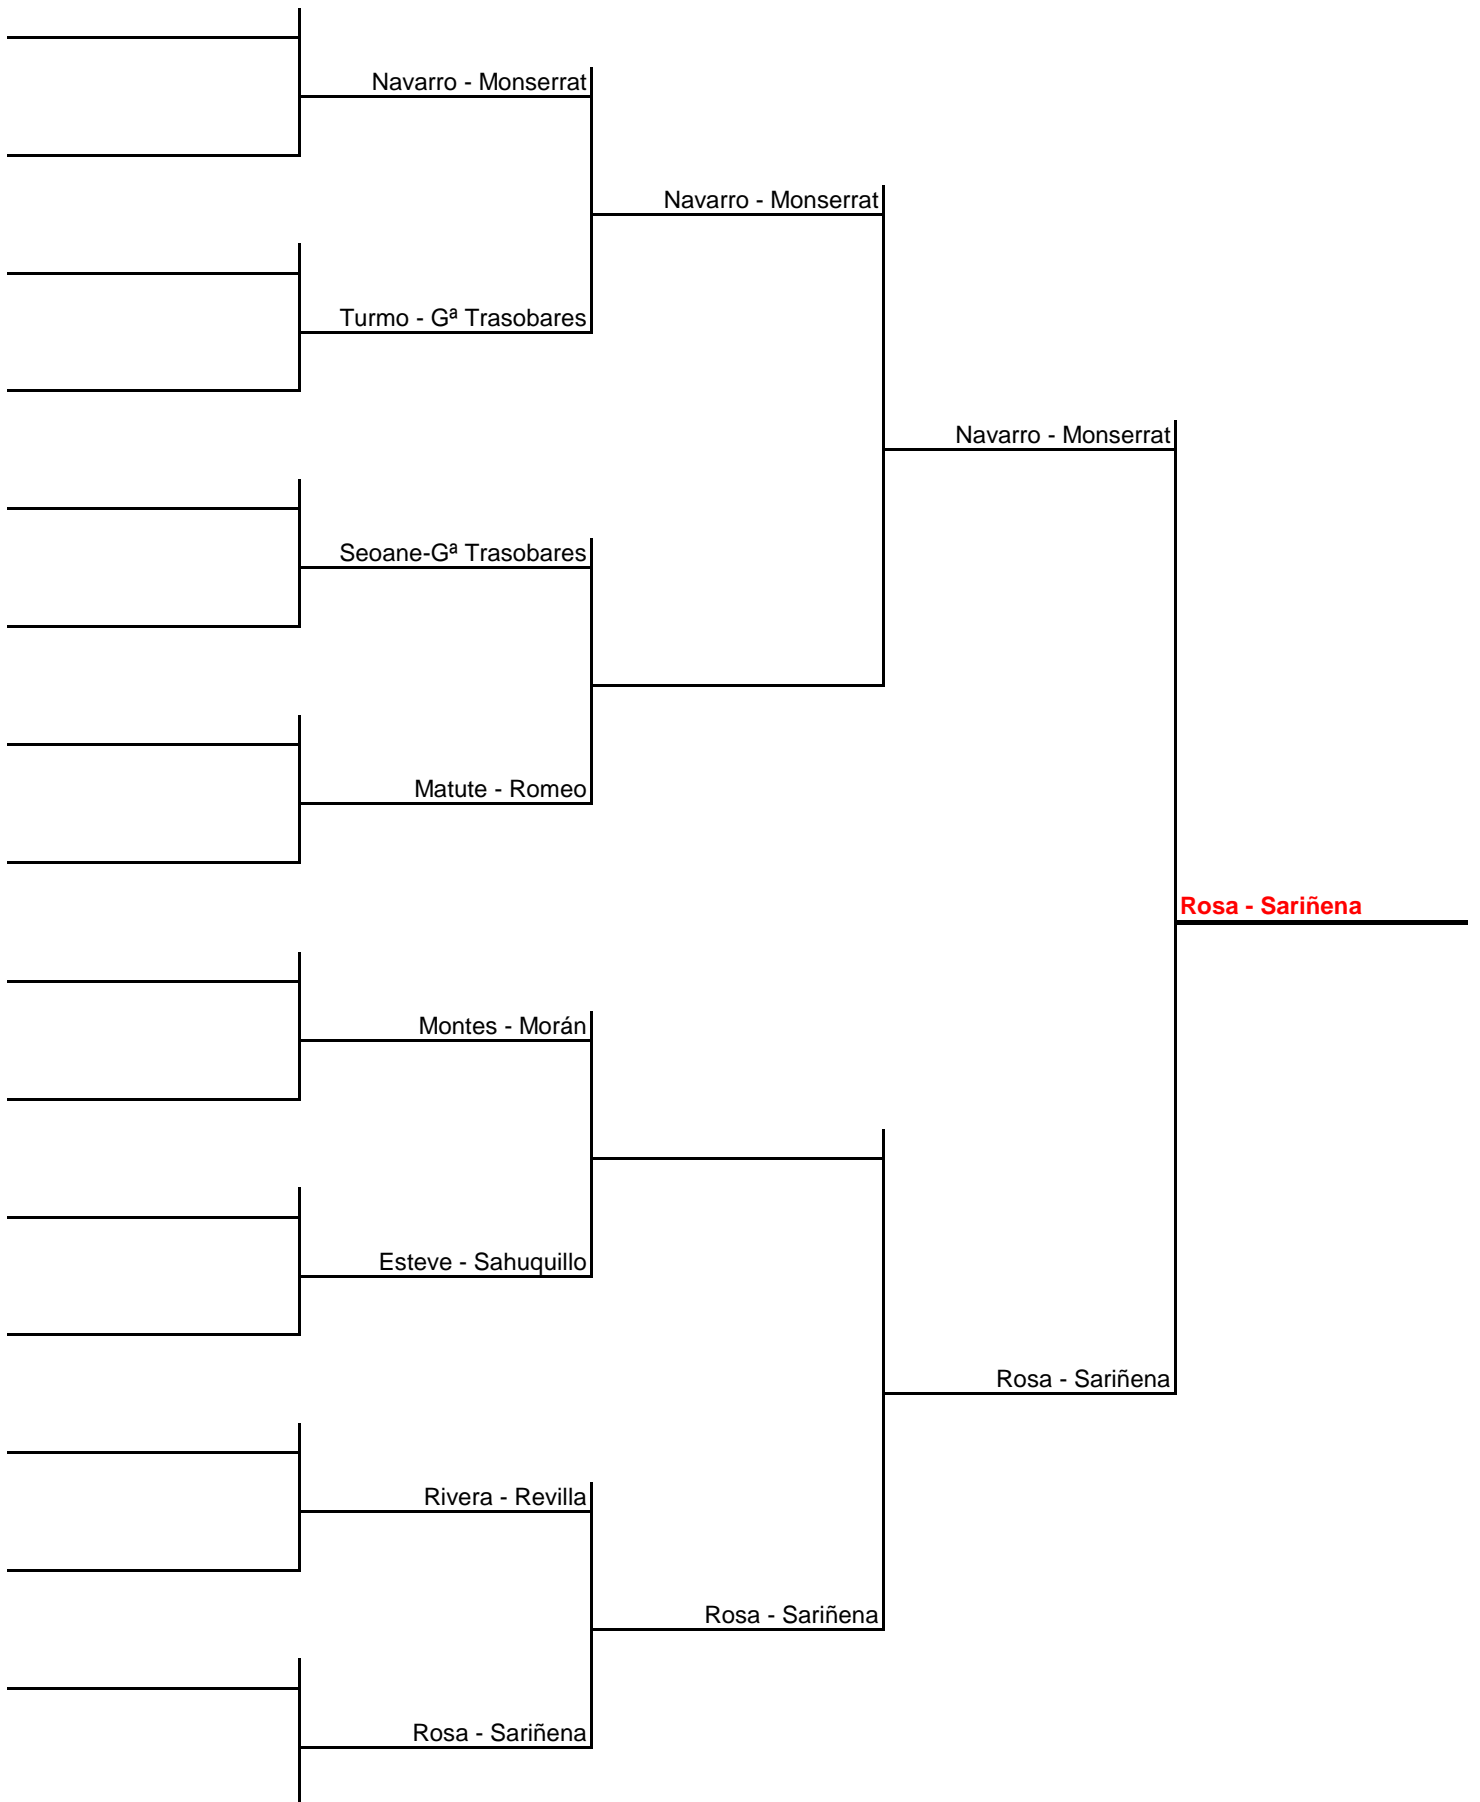 Navarro - Monserrat
Navarro - Monserrat
Turmo - Gª Trasobares
Navarro - Monserrat
Seoane-Gª Trasobares
Matute - Romeo
Rosa - Sariñena
Montes - Morán
Esteve - Sahuquillo
Rosa - Sariñena
Rivera - Revilla
Rosa - Sariñena
Rosa - Sariñena